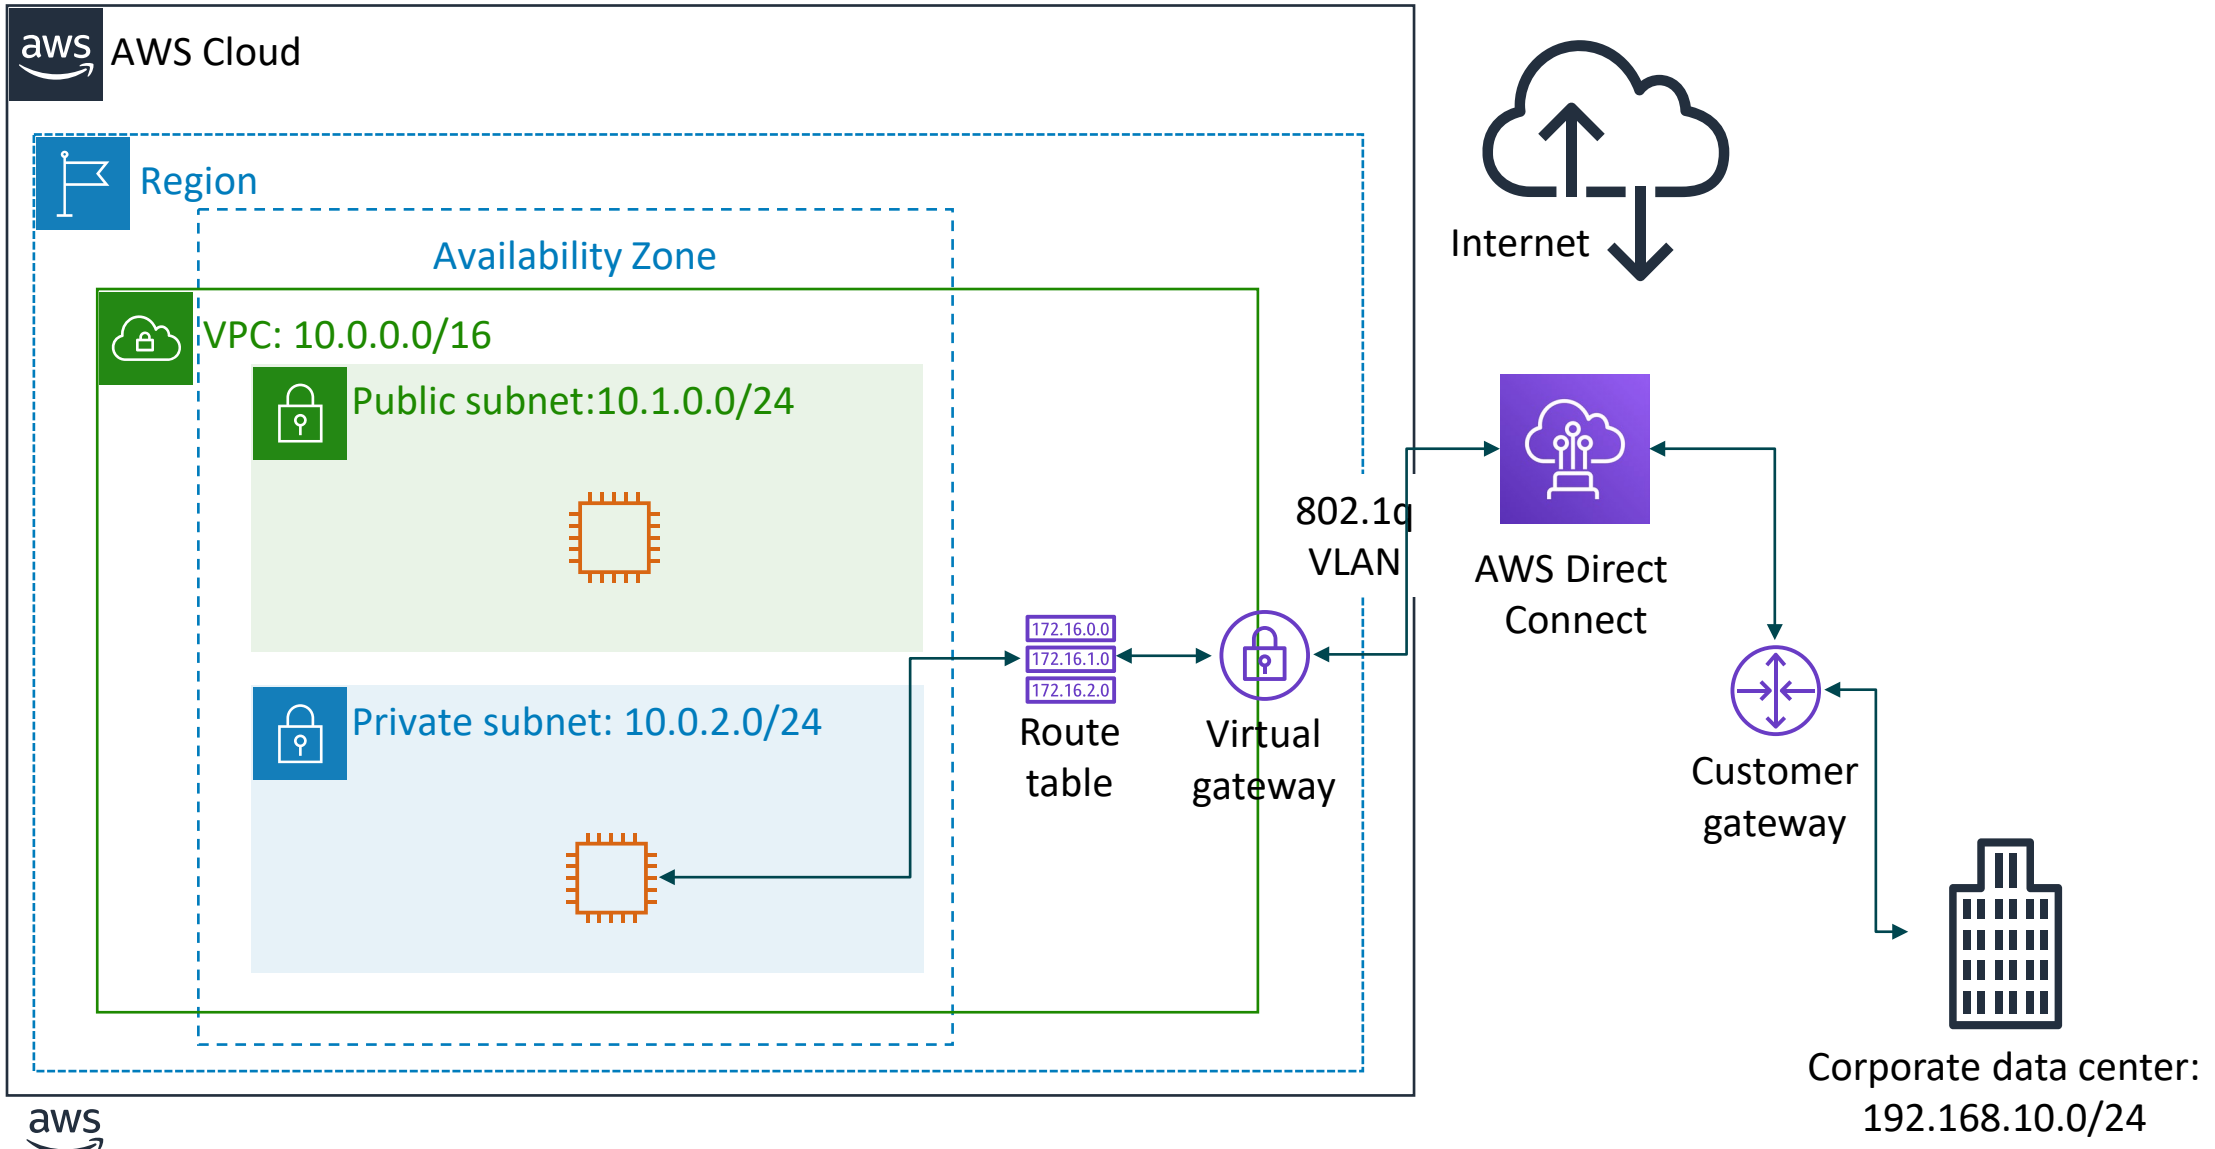 aws
AWS Cloud
Region
Availability Zone
VPC: 10.0.0.0/16
Public subnet:10.1.0.0/24
Private subnet: 10.0.2.0/24
172.16.0.0
172.16.1.0
172.16.2.0
Route
table
Virtual
gateway
802.1q
VLAN
Internet
AWS Direct
Connect
Customer
gateway
Corporate data center:
192.168.10.0/24
aws